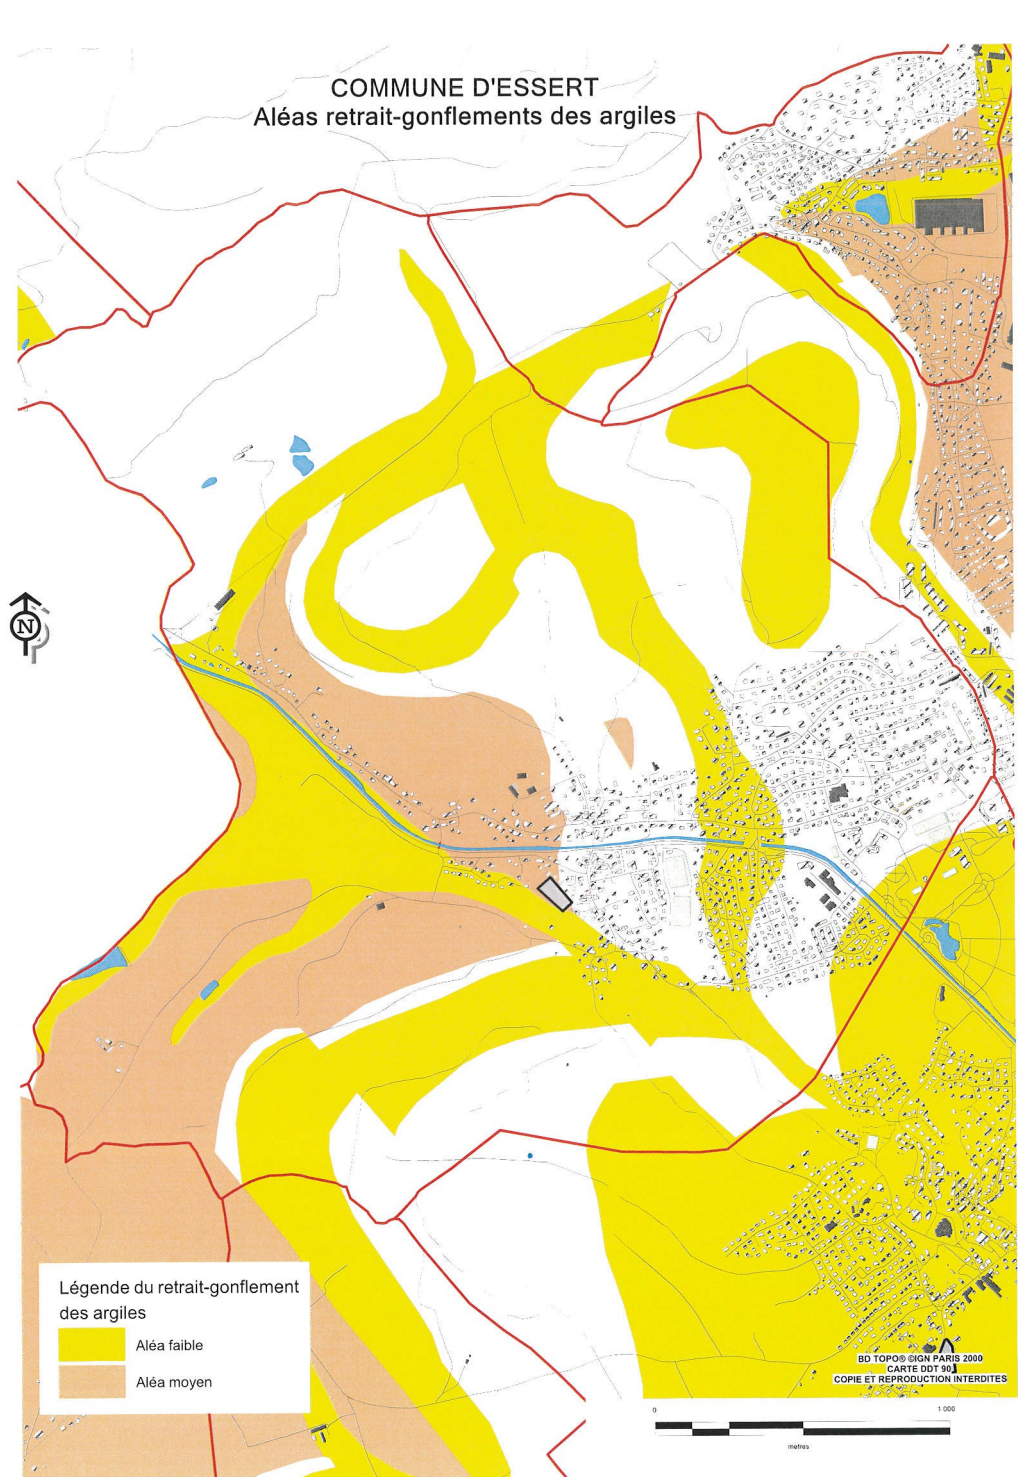 COMMUNE D'ESSERT
Aléas retrait-gonflements des argiles
N
Légende du retrait-gonflement
des argiles
Aléa faible
Aléa moyen
BD TOPO® ©IGN PARIS 2000
CARTE DDT 90
COPIE ET REPRODUCTION INTERDITES
0 1 000
metres